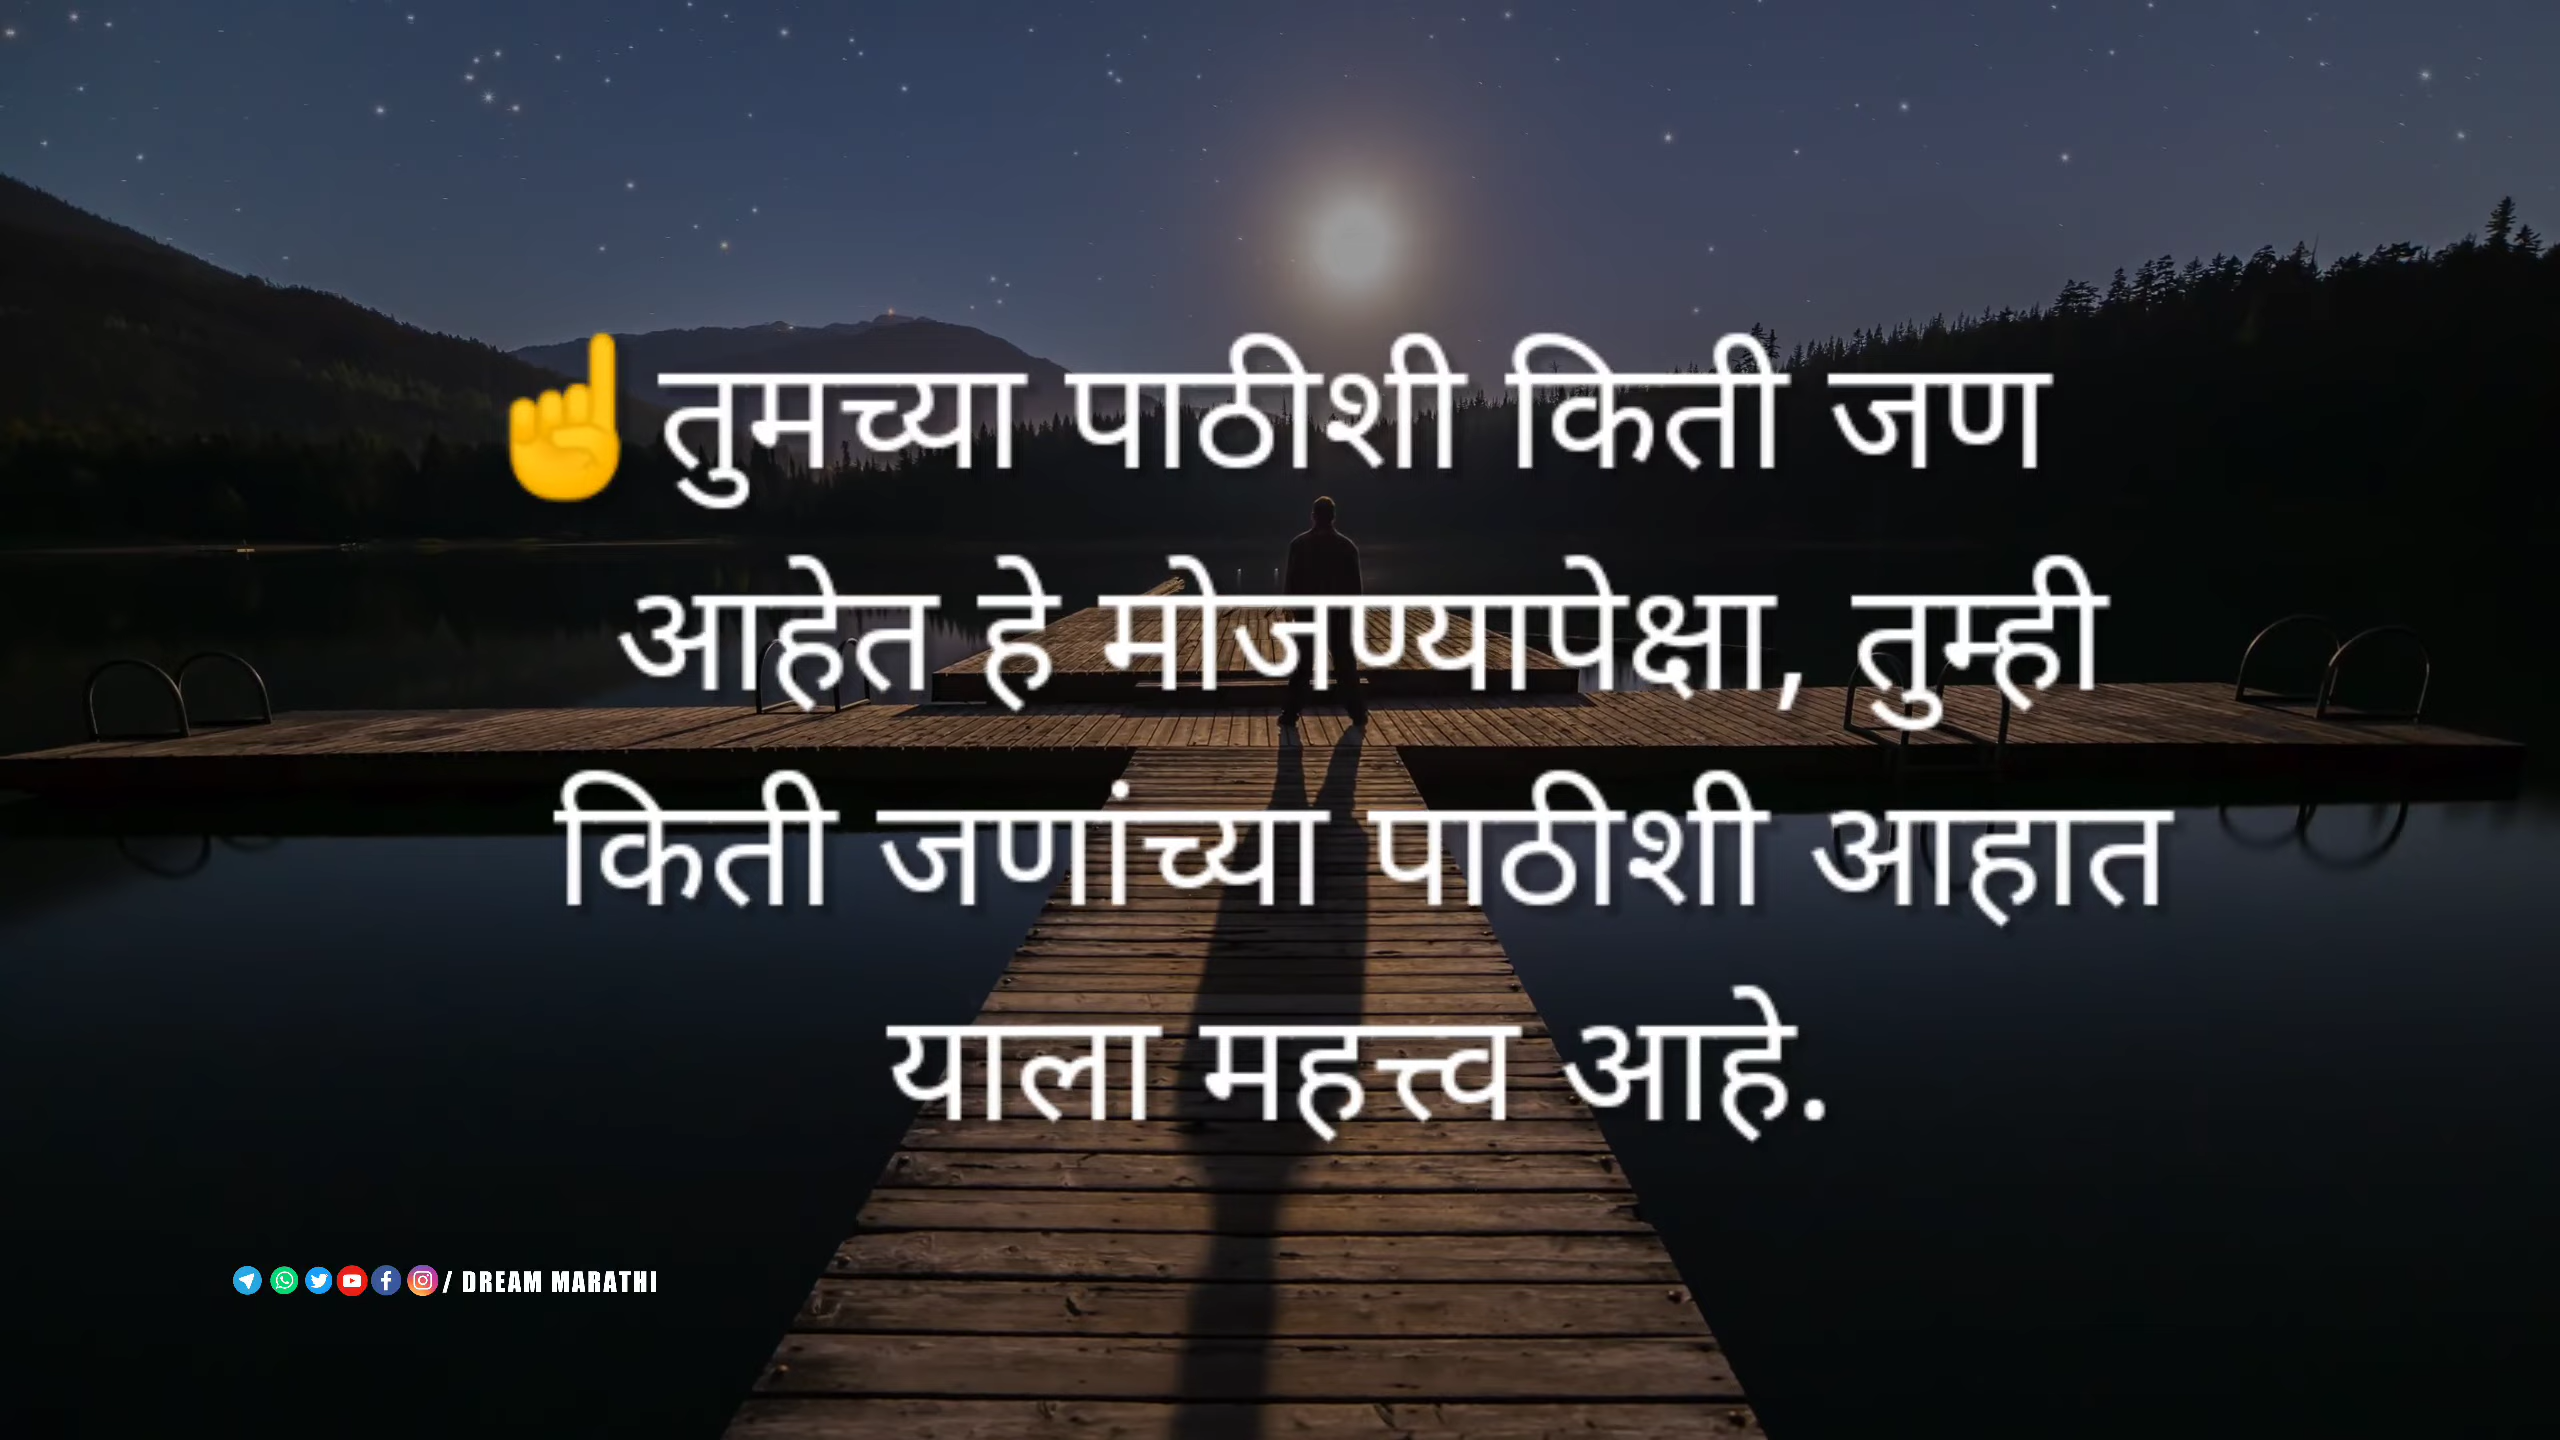 ☝तुमच्या पाठीशी किती जण
आहेत हे मोजण्यापेक्षा, तुम्ही
किती जणांच्या पाठीशी आहात
याला महत्त्व आहे.
/ DREAM MARATHI